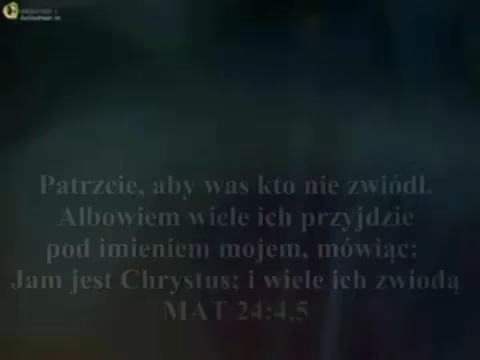 Patrzcie, aby was kto nie zwiódł.
Albowiem wiele ich przyjdzie
pod imieniem mojem, mówiąc:
Jam jest Chrystus; i wiele ich zwiodą
MAT 24:4,5